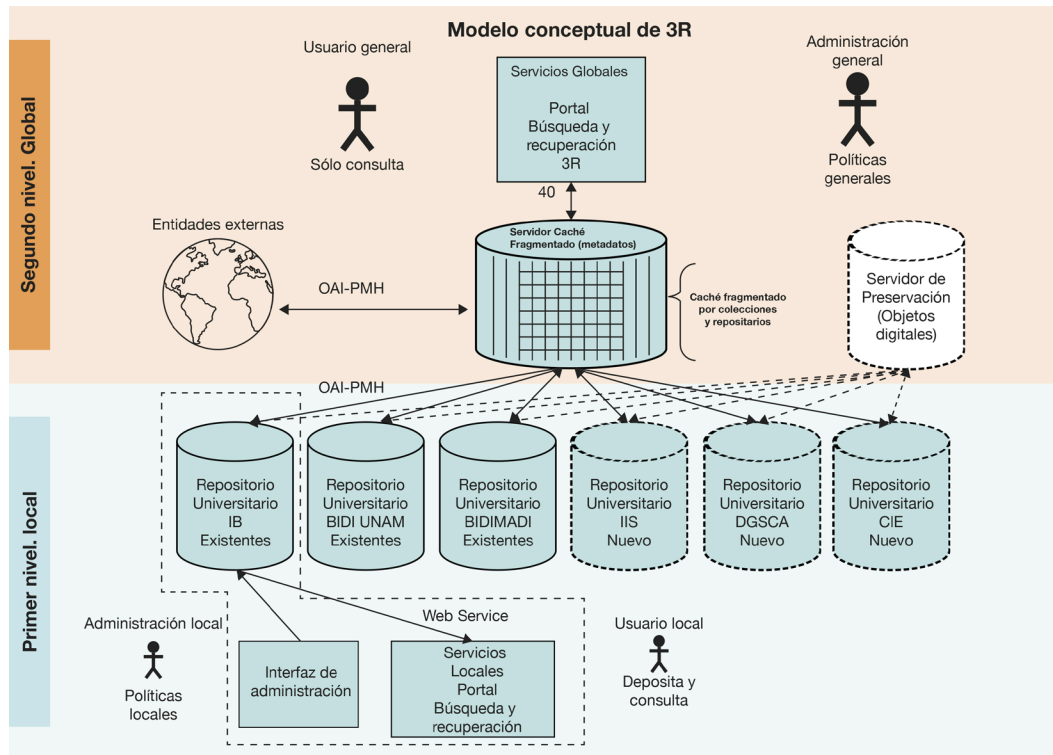 Modelo conceptual de 3R
Segundo nivel. Global
Usuario general
Sólo consulta
Servicios Globales
Portal
Búsqueda y
recuperación
3R
Administración
general
Políticas
generales
40
Entidades externas
OAI-PMH
Servidor Caché
Fragmentado (metadatos)
Caché fragmentado
por colecciones
y repositarios
Servidor de
Preservación
(Objetos
digitales)
OAI-PMH
Primer nivel. local
Repositorio
Universitario
IB
Existentes
Repositorio
Universitario
BIDI UNAM
Existentes
Repositorio
Universitario
BIDIMADI
Existentes
Repositorio
Universitario
IIS
Nuevo
Repositorio
Universitario
DGSCA
Nuevo
Repositorio
Universitario
CIE
Nuevo
Administración local
Políticas
locales
Interfaz de
administración
Web Service
Servicios
Locales
Portal
Búsqueda y
recuperación
Usuario local
Deposita y
consulta